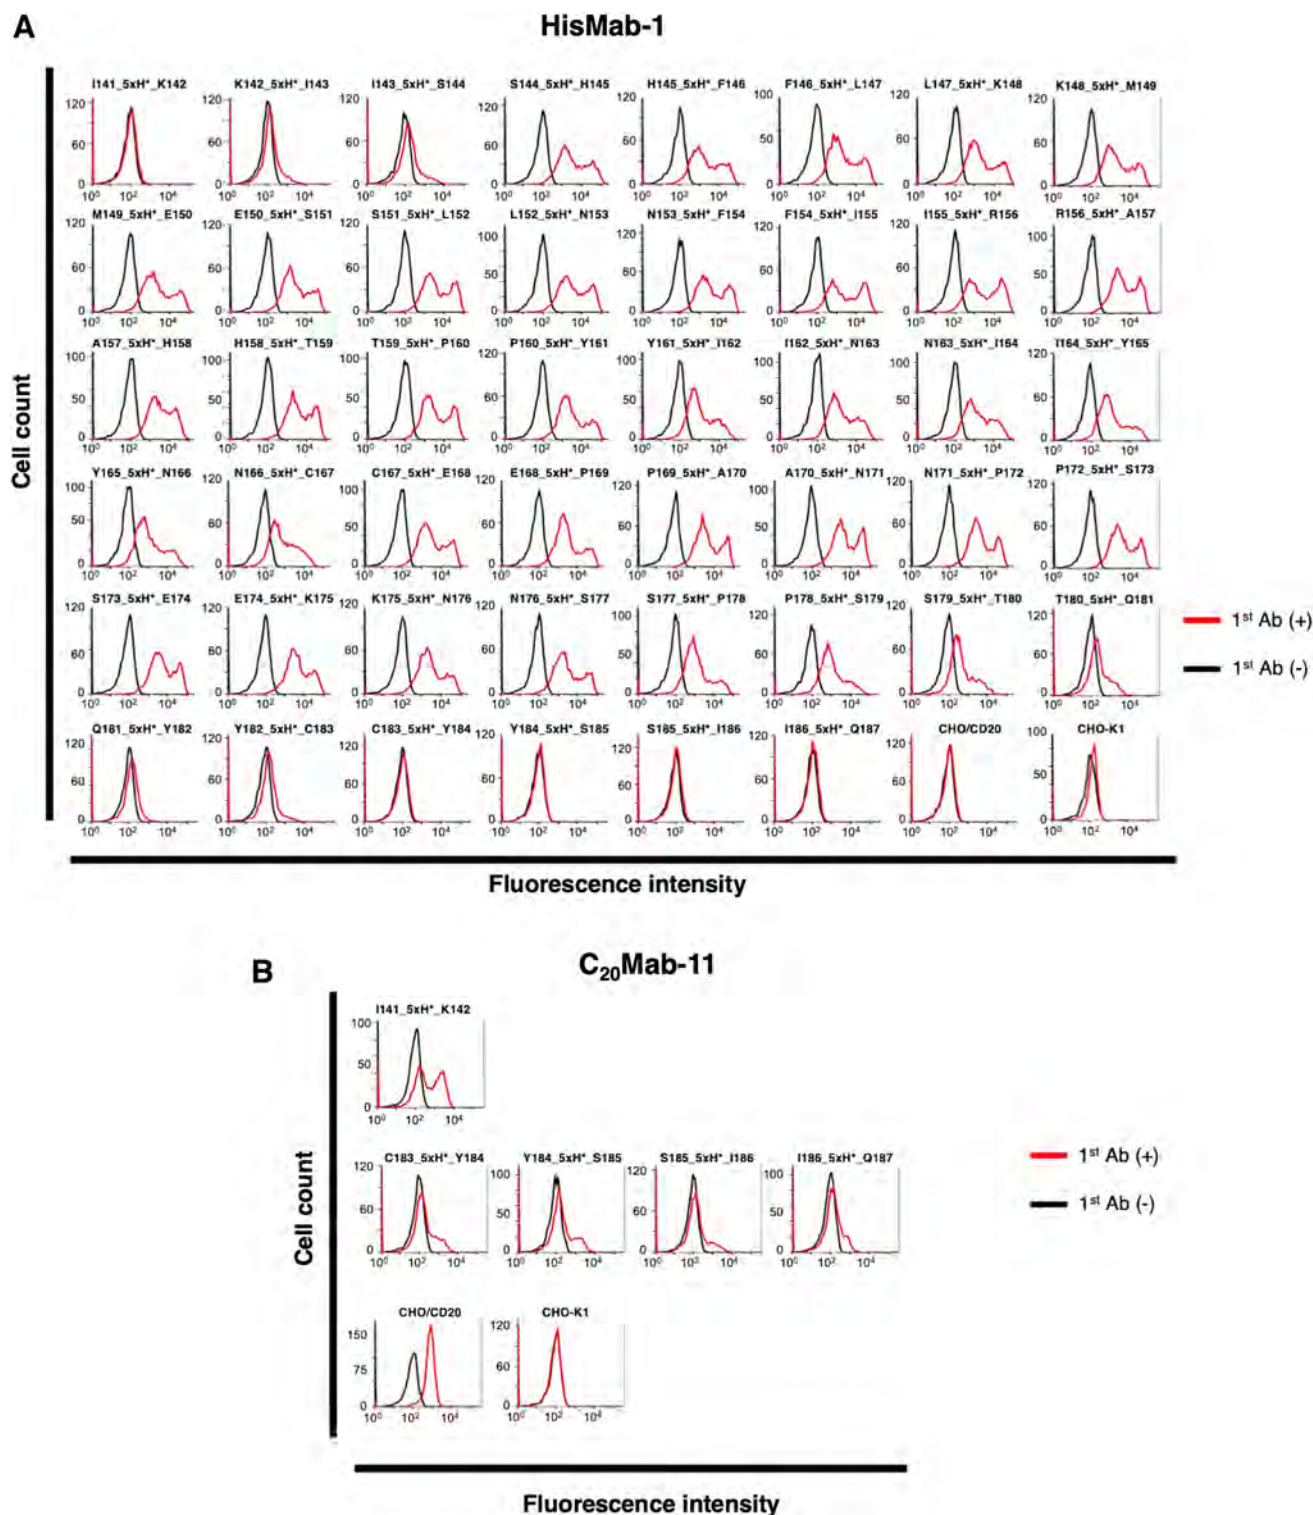 A
HisMab-1
I141_5xH*_K142
K142_5xH*_I143
I143_5xH*_S144
S144_5xH*_H145
H145_5xH*_F146
F146_5xH*_L147
L147_5xH*_K148
K148_5xH*_M149
M149_5xH*_E150
E150_5xH*_S151
S151_5xH*_L152
L152_5xH*_N153
N153_5xH*_F154
F154_5xH*_I155
I155_5xH*_R156
R156_5xH*_A157
A157_5xH*_H158
H158_5xH*_T159
T159_5xH*_P160
P160_5xH*_Y161
Y161_5xH*_I162
I162_5xH*_N163
N163_5xH*_I164
I164_5xH*_Y165
Y165_5xH*_N166
N166_5xH*_C167
C167_5xH*_E168
E168_5xH*_P169
P169_5xH*_A170
A170_5xH*_N171
N171_5xH*_P172
P172_5xH*_S173
S173_5xH*_E174
E174_5xH*_K175
K175_5xH*_N176
N176_5xH*_S177
S177_5xH*_P178
P178_5xH*_S179
S179_5xH*_T180
T180_5xH*_Q181
Q181_5xH*_Y182
Y182_5xH*_C183
C183_5xH*_Y184
Y184_5xH*_S185
S165_5xH*_I186
I186_5xH*_Q187
CHO/CD20
CHO-K1
Cell count
Fluorescence intensity
1st Ab (+)
1st Ab (-)
B
C20Mab-11
I141_5xH*_K142
C183_5xH*_Y184
Y184_5xH*_S185
S185_5xH*_I186
I186_5xH*_Q187
CHO/CD20
CHO-K1
Cell count
Fluorescence intensity
1st Ab (+)
1st Ab (-)